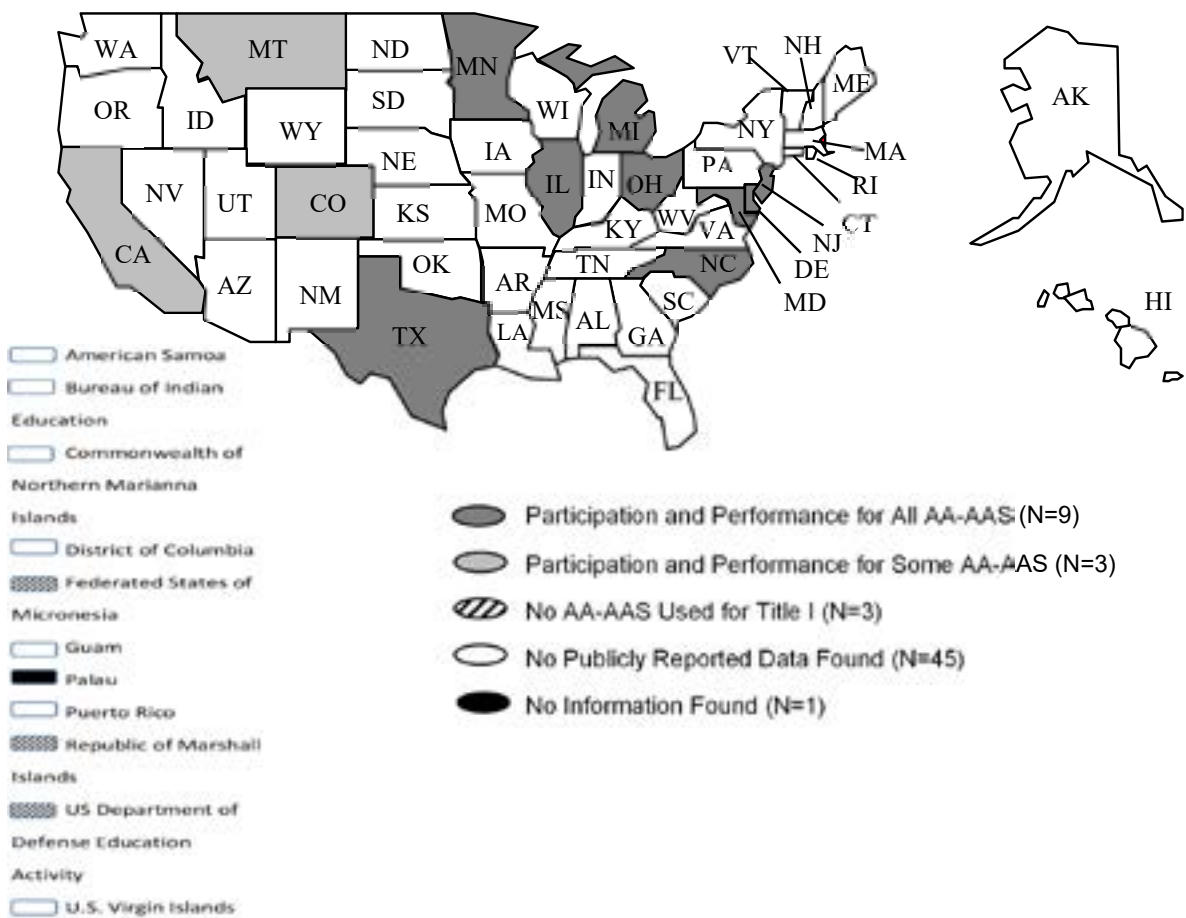 WA
MT
ND
MN
VT
NH
ME
OR
ID
SD
WI
MI
NY
AK
WY
IA
MA
NE
PA
RI
NV
UT
CO
IL
IN
OH
CT
CA
KS
MO
KY
WV
VA
NJ
DE
MD
AZ
NM
OK
AR
TN
NC
SC
HI
TX
LA
MS
AL
GA
FL
American Samoa
Bureau of Indian
Education
Commonwealth of
Northern Marianna
Islands
District of Columbia
Federated States of
Micronesia
Guam
Palau
Puerto Rico
Republic of Marshall
Islands
US Department of
Defense Education
Activity
U.S. Virgin Islands
Participation and Performance for All AA-AAS (N=9)
Participation and Performance for Some AA-AAS (N=3)
No AA-AAS Used for Title I (N=3)
No Publicly Reported Data Found (N=45)
No Information Found (N=1)